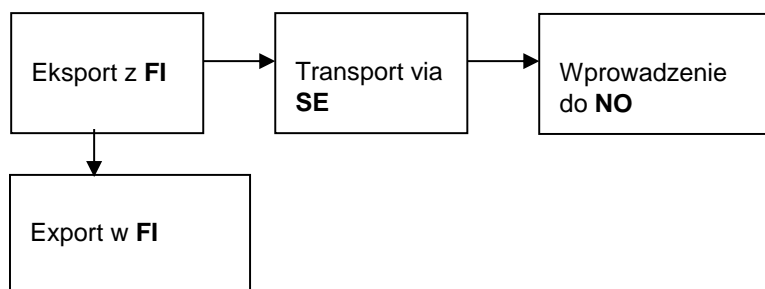 Eksport z FI
Transport via
SE
Wprowadzenie
do NO
Export w FI